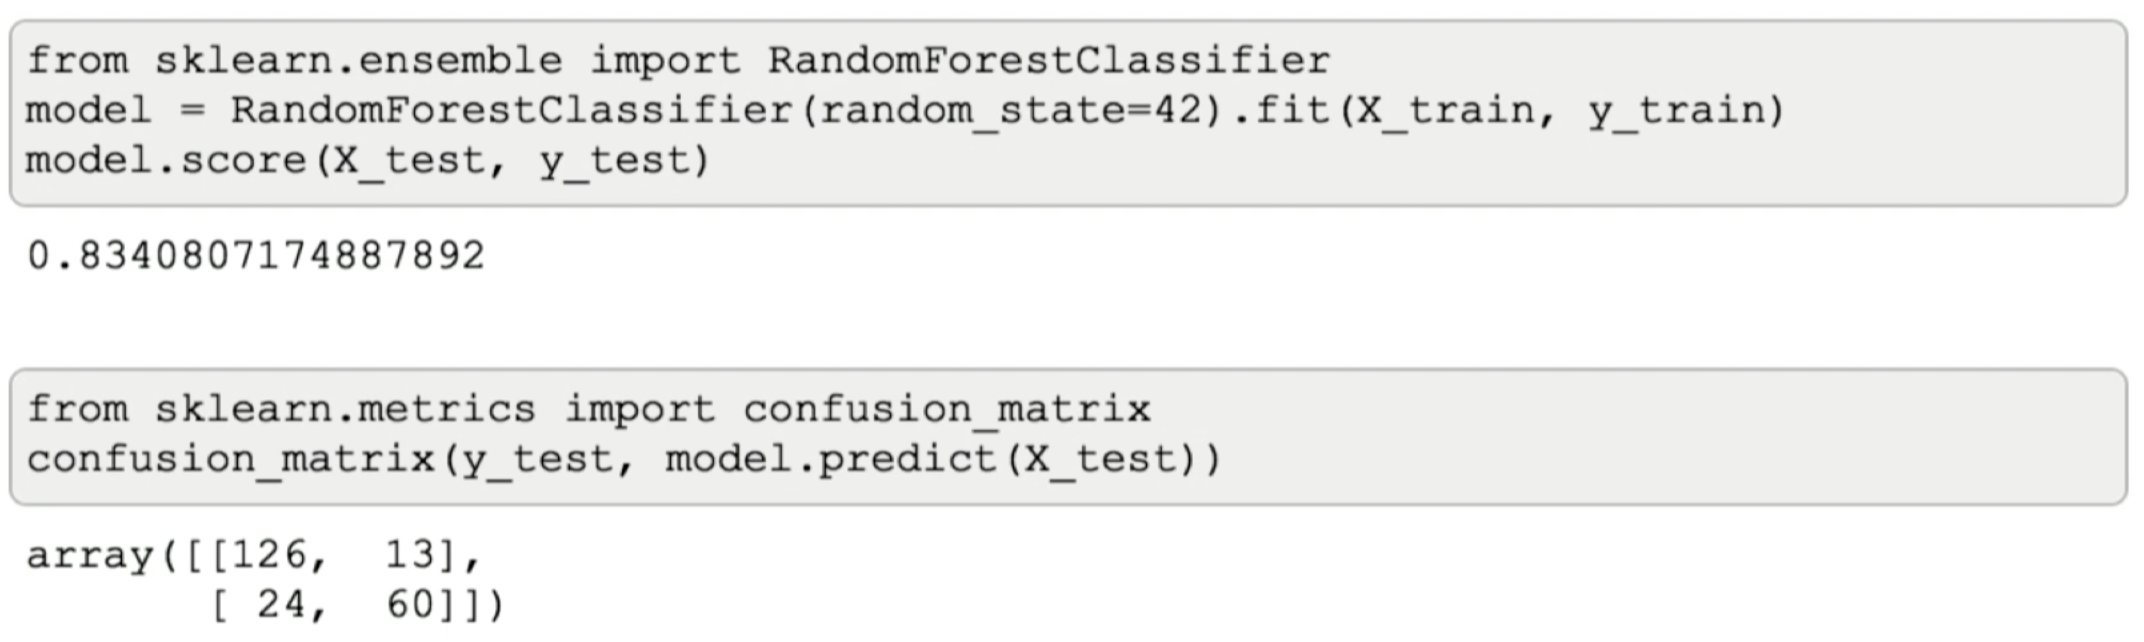 from sklearn.ensemble import RandomForestClassifier
model = RandomForestClassifier(random_state=42).fit(X_train, y_train)
model.score(X_test, y_test)
0.8340807174887892
from sklearn.metrics import confusion_matrix
confusion_matrix(y_test, model.predict(X_test))
array([[126,  13],
       [ 24,  60]])